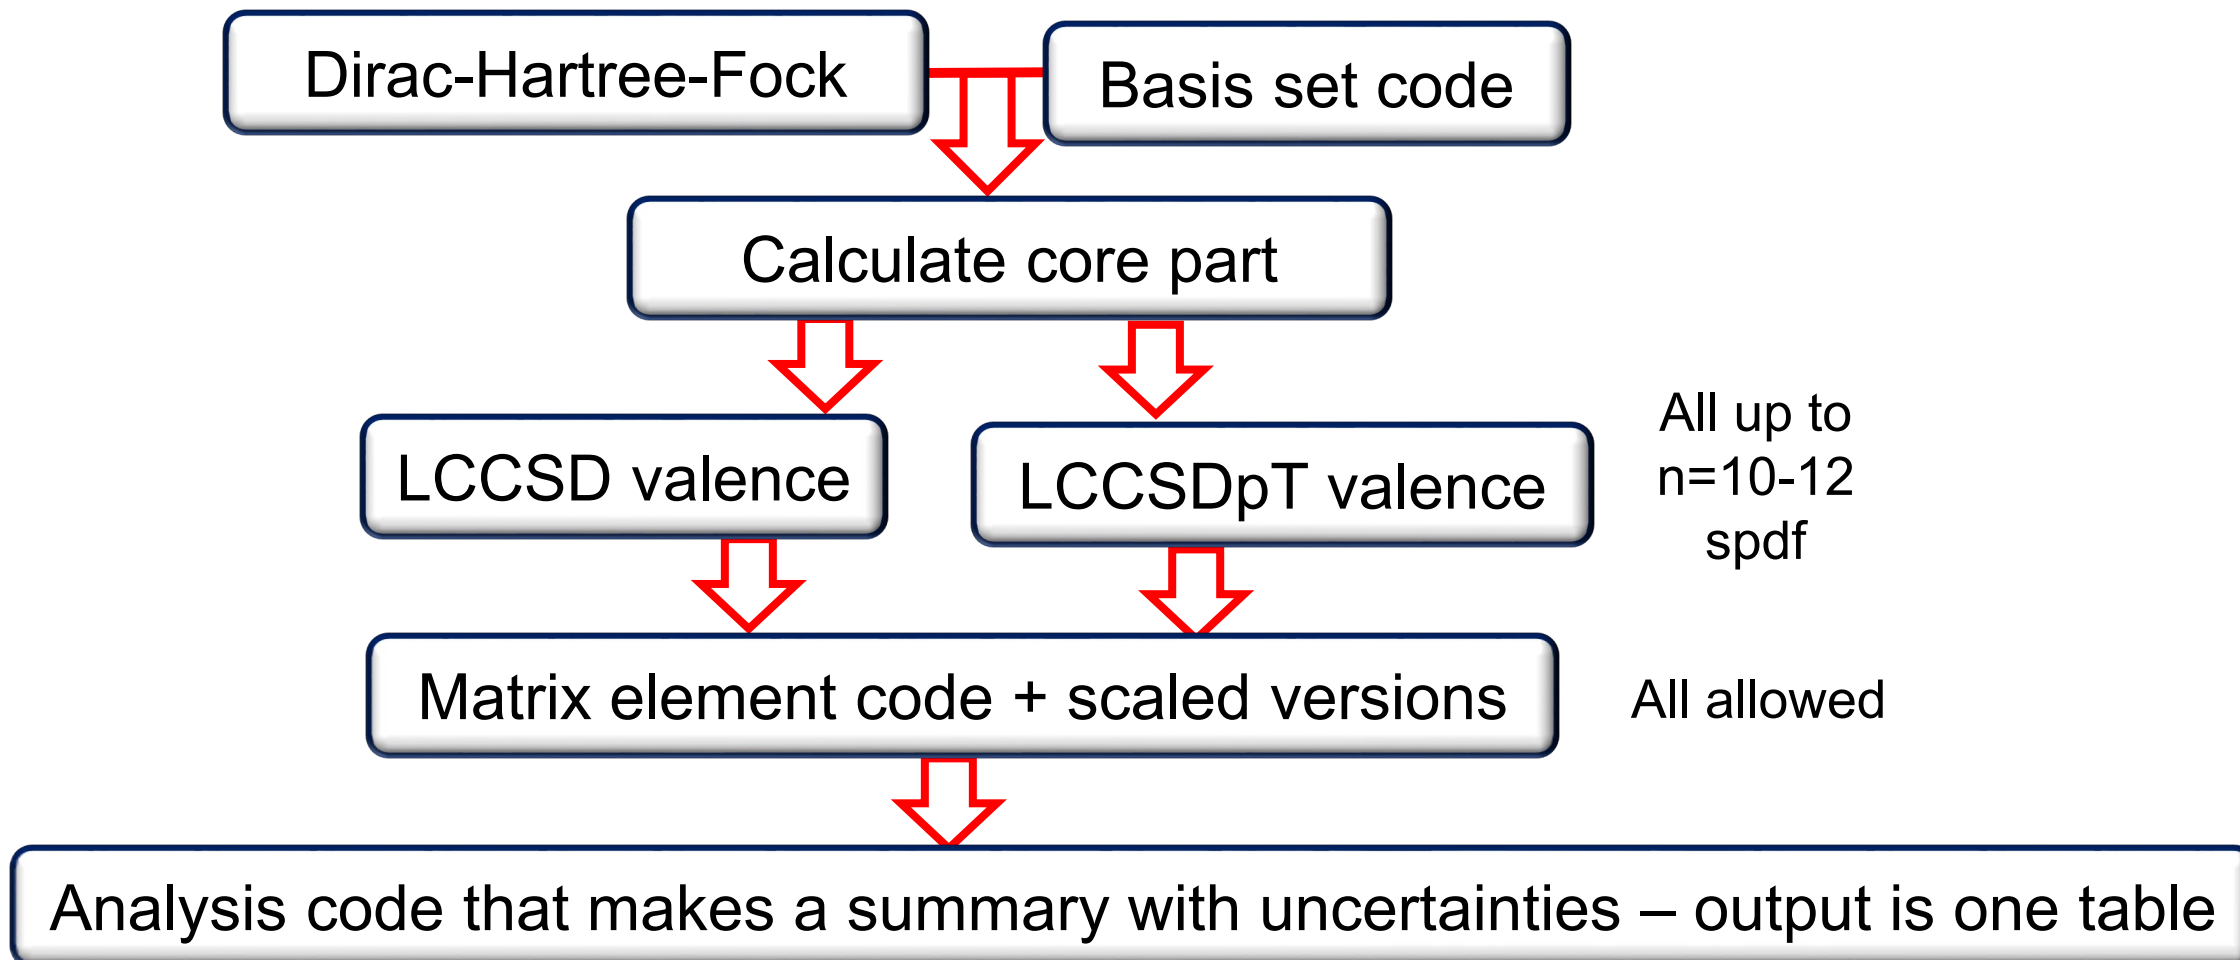 Dirac-Hartree-Fock
Basis set code
Calculate core part
LCCSD valence
LCCSDpT valence
All up to
n=10-12
spdf
Matrix element code + scaled versions
All allowed
Analysis code that makes a summary with uncertainties – output is one table